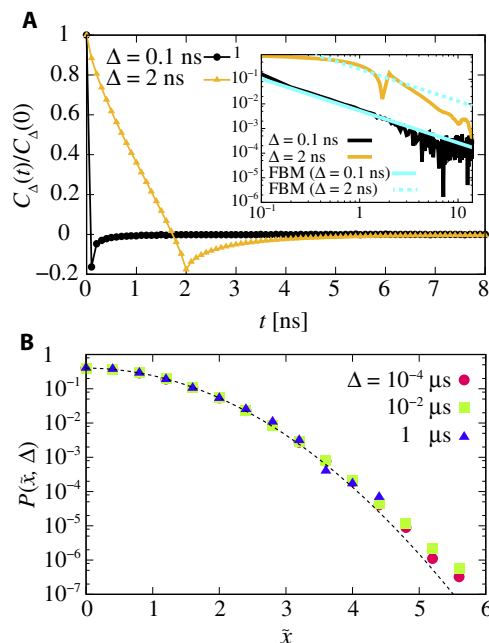 A
1
0.8
0.6
0.4
0.2
0
−0.2
C_Δ(t)/C_Δ(0)
Δ = 0.1 ns
Δ = 2 ns
1
10^-1
10^-2
10^-3
10^-4
10^-5
10^-6
Δ = 0.1 ns
Δ = 2 ns
FBM (Δ = 0.1 ns)
FBM (Δ = 2 ns)
10^-1 10^0 10^1
0 1 2 3 4 5 6 7 8
t [ns]
B
1
10^-1
10^-2
10^-3
10^-4
10^-5
10^-6
10^-7
P(x̃, Δ)
Δ = 10^-4 μs
10^-2 μs
1 μs
0 1 2 3 4 5 6
x̃